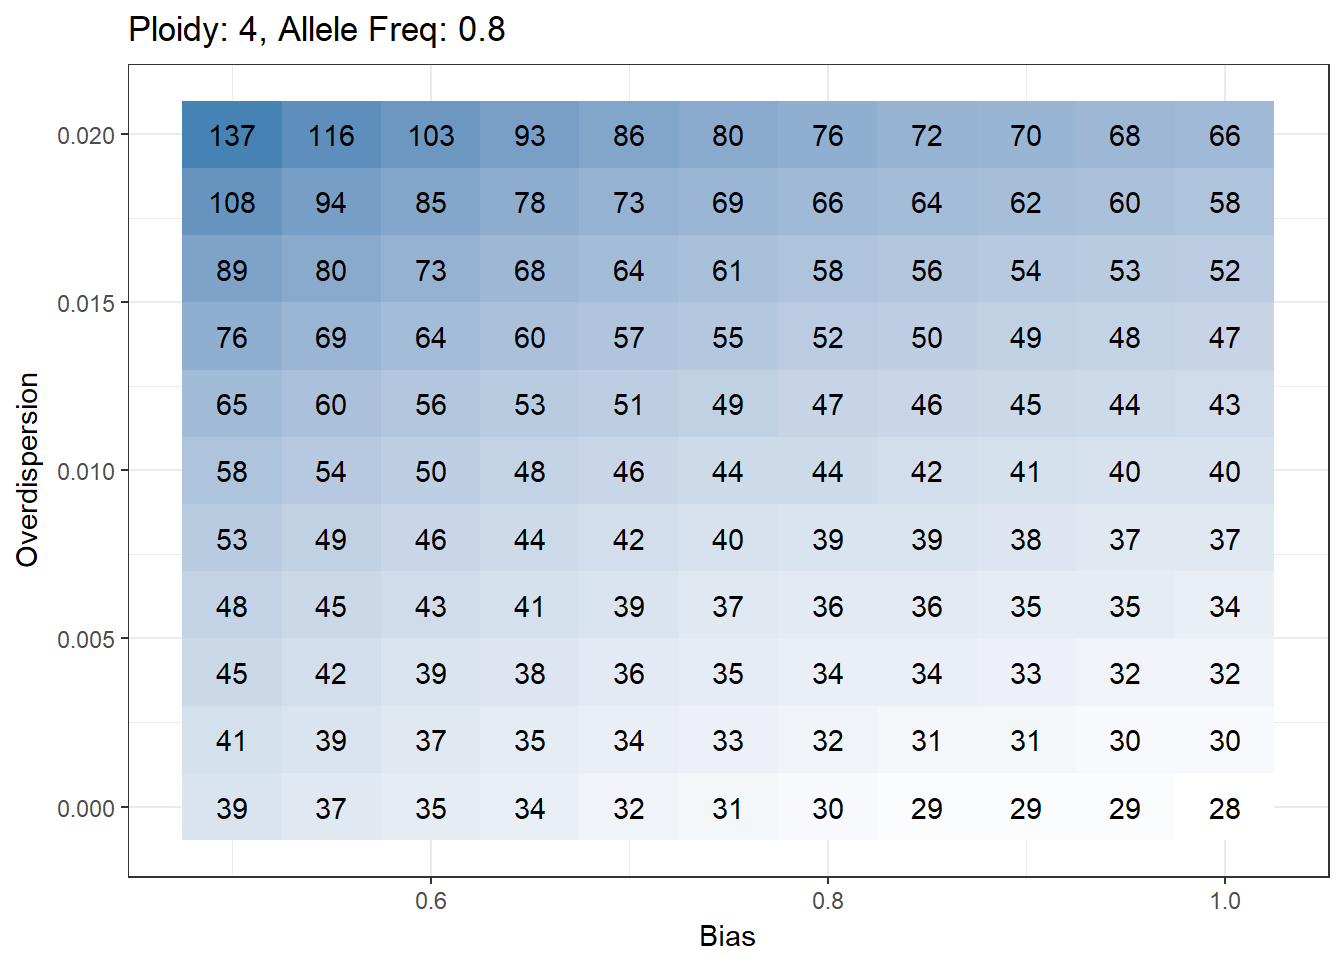 Ploidy: 4, Allele Freq: 0.8
0.020 137 116 103 93 86 80 76 72 70 68 66
108 94 85 78 73 69 66 64 62 60 58
89 80 73 68 64 61 58 56 54 53 52
0.015
76 69 64 60 57 55 52 50 49 48 47
65 60 56 53 51 49 47 46 45 44 43
0.010 58 54 50 48 46 44 44 42 41 40 40
53 49 46 44 42 40 39 39 38 37 37
48 45 43 41 39 37 36 36 35 35 34
0.005
45 42 39 38 36 35 34 34 33 32 32
41 39 37 35 34 33 32 31 31 30 30
0.000 39 37 35 34 32 31 30 29 29 29 28
Overdispersion
0.6 0.8 1.0
Bias